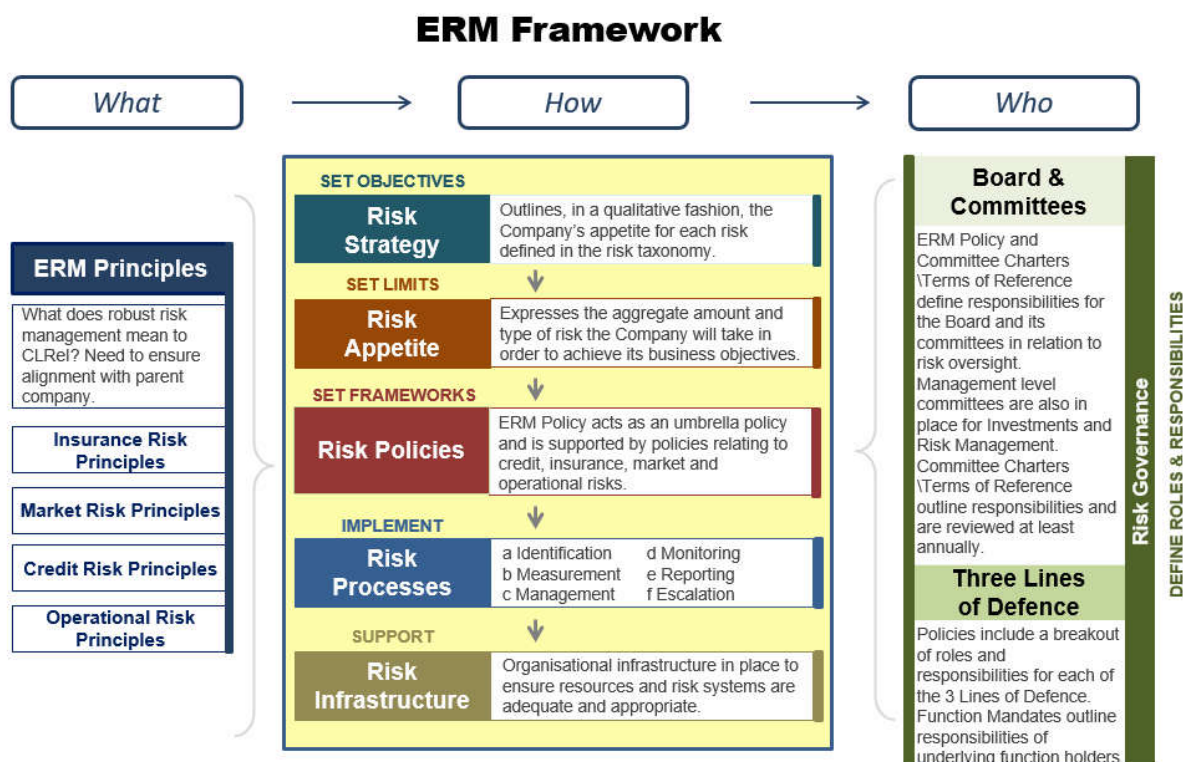 ERM Framework
What
How
Who
ERM Principles
What does robust risk
management mean to
CLReI? Need to ensure
alignment with parent
company.
Insurance Risk
Principles
Market Risk Principles
Credit Risk Principles
Operational Risk
Principles
SET OBJECTIVES
Risk
Strategy
Outlines, in a qualitative fashion, the
Company's appetite for each risk
defined in the risk taxonomy.
SET LIMITS
Risk
Appetite
Expresses the aggregate amount and
type of risk the Company will take in
order to achieve its business objectives.
SET FRAMEWORKS
Risk Policies
ERM Policy acts as an umbrella policy
and is supported by policies relating to
credit, insurance, market and
operational risks.
IMPLEMENT
Risk
Processes
a Identification
b Measurement
c Management
d Monitoring
e Reporting
f Escalation
SUPPORT
Risk
Infrastructure
Organisational infrastructure in place to
ensure resources and risk systems are
adequate and appropriate.
Board &
Committees
ERM Policy and
Committee Charters
\Terms of Reference
define responsibilities for
the Board and its
committees in relation to
risk oversight.
Management level
committees are also in
place for Investments and
Risk Management.
Committee Charters
\Terms of Reference
outline responsibilities and
are reviewed at least
annually.
Three Lines
of Defence
Policies include a breakout
of roles and
responsibilities for each of
the 3 Lines of Defence.
Function Mandates outline
responsibilities of
underlying function holders
Risk Governance
DEFINE ROLES & RESPONSIBILITIES